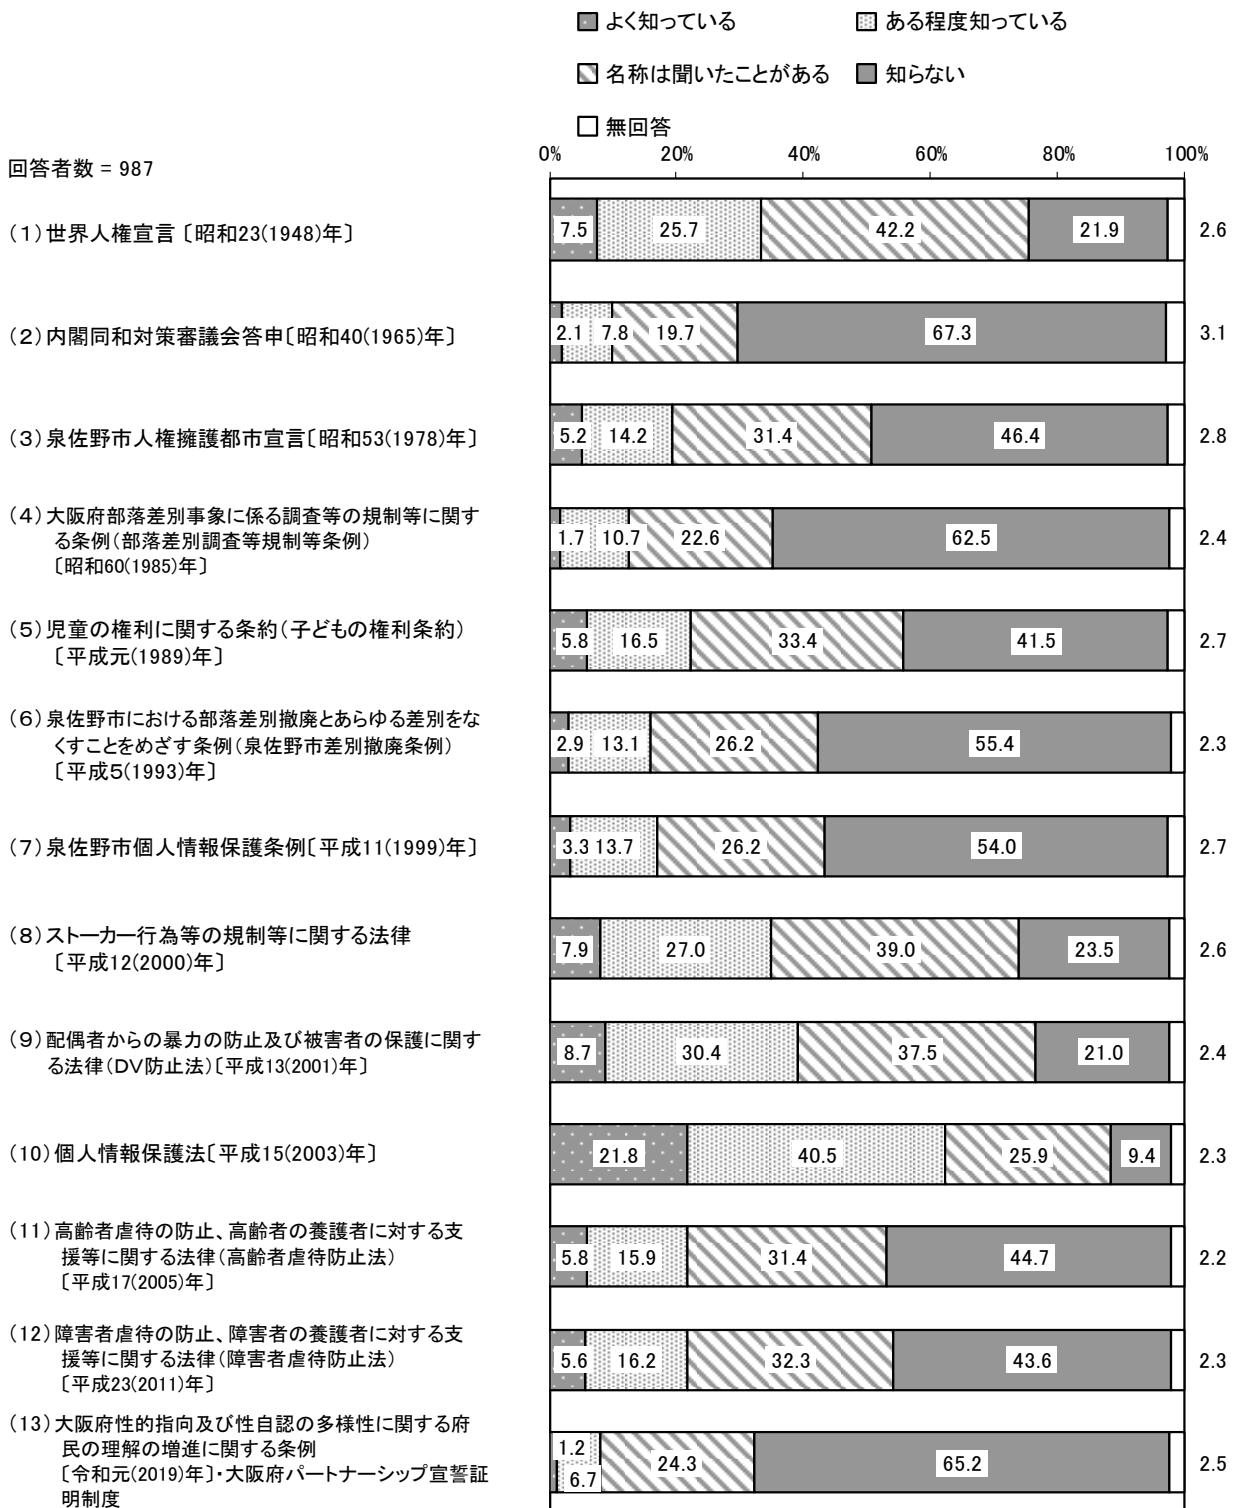 よく知っている ある程度知っている
名称は聞いたことがある 知らない
無回答
回答者数 = 987
0% 20% 40% 60% 80% 100%
(1)世界人権宣言〔昭和23(1948)年〕 7.5 25.7 42.2 21.9 2.6
(2)内閣同和対策審議会答申〔昭和40(1965)年〕 2.1 7.8 19.7 67.3 3.1
(3)泉佐野市人権擁護都市宣言〔昭和53(1978)年〕 5.2 14.2 31.4 46.4 2.8
(4)大阪府部落差別事象に係る調査等の規制等に関す
る条例(部落差別調査等規制等条例)
〔昭和60(1985)年〕
1.7 10.7 22.6 62.5 2.4
(5)児童の権利に関する条約(子どもの権利条約)
〔平成元(1989)年〕
5.8 16.5 33.4 41.5 2.7
(6)泉佐野市における部落差別撤廃とあらゆる差別をな
くすことをめざす条例(泉佐野市差別撤廃条例)
〔平成5(1993)年〕
2.9 13.1 26.2 55.4 2.3
(7)泉佐野市個人情報保護条例〔平成11(1999)年〕 3.3 13.7 26.2 54.0 2.7
(8)ストーカー行為等の規制等に関する法律
〔平成12(2000)年〕
7.9 27.0 39.0 23.5 2.6
(9)配偶者からの暴力の防止及び被害者の保護に関す
る法律(DV防止法)〔平成13(2001)年〕
8.7 30.4 37.5 21.0 2.4
(10)個人情報保護法〔平成15(2003)年〕 21.8 40.5 25.9 9.4 2.3
(11)高齢者虐待の防止、高齢者の養護者に対する支
援等に関する法律(高齢者虐待防止法)
〔平成17(2005)年〕
5.8 15.9 31.4 44.7 2.2
(12)障害者虐待の防止、障害者の養護者に対する支
援等に関する法律(障害者虐待防止法)
〔平成23(2011)年〕
5.6 16.2 32.3 43.6 2.3
(13)大阪府性的指向及び性自認の多様性に関する府
民の理解の増進に関する条例
〔令和元(2019)年〕・大阪府パートナーシップ宣誓証
明制度
1.2 6.7 24.3 65.2 2.5